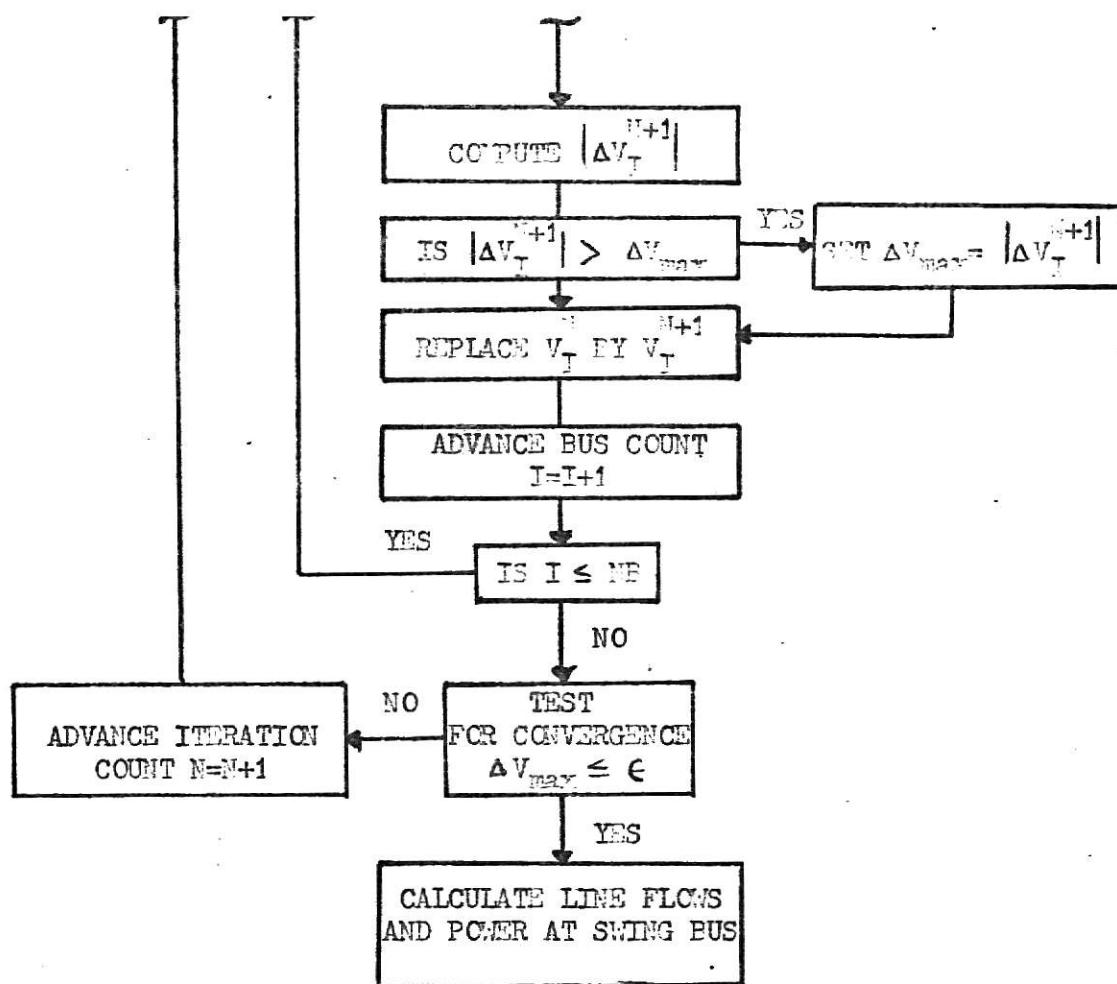 COMPUTE |ΔV_I^{N+1}|
IS |ΔV_I^{N+1}| > ΔV_max
YES
SET ΔV_max = |ΔV_I^{N+1}|
REPLACE V_I^N BY V_I^{N+1}
ADVANCE BUS COUNT
I=I+1
YES
IS I ≤ NB
NO
TEST
FOR CONVERGENCE
ΔV_max ≤ ϵ
NO
ADVANCE ITERATION
COUNT N=N+1
YES
CALCULATE LINE FLOWS
AND POWER AT SWING BUS